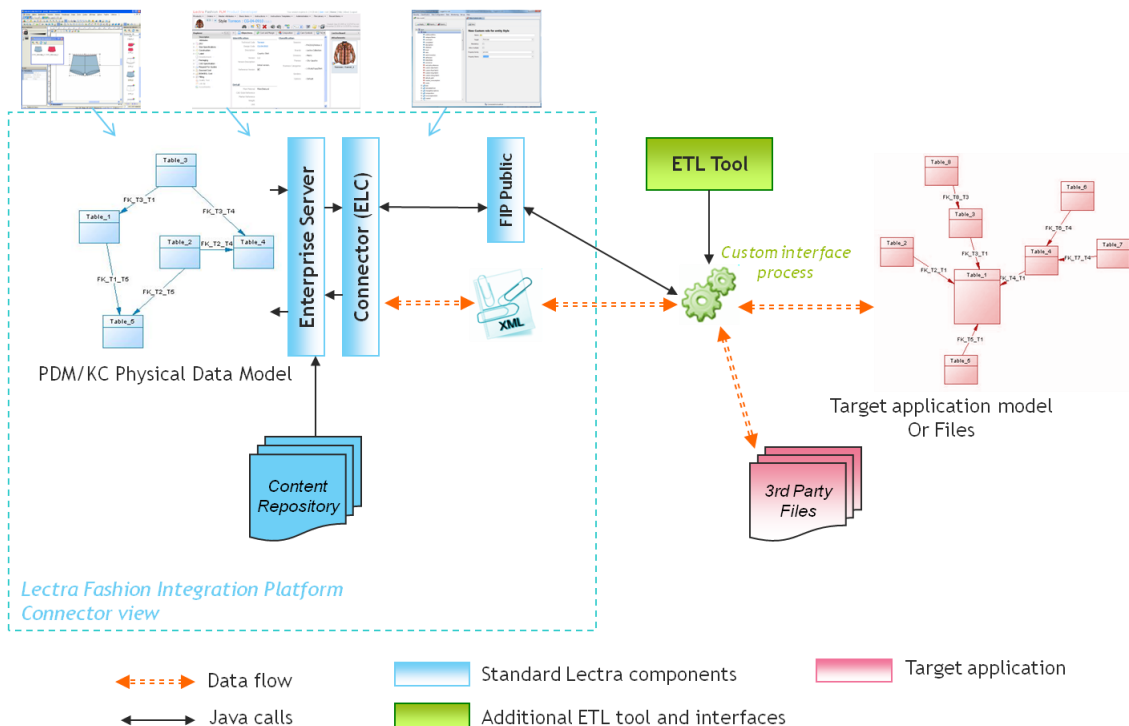 Table_3
FK_T3_T1
FK_T3_T4
Table_1
Table_2
FK_T2_T4
Table_4
FK_T1_T5
FK_T2_T5
Table_5
PDM/KC Physical Data Model
Enterprise Server
Connector (ELC)
FIP Public
XML
Content
Repository
Lectra Fashion Integration Platform
Connector view
ETL Tool
Custom interface
process
3rd Party
Files
Table_8
FK_T8_T3
Table_6
Table_3
FK_T6_T4
Table_2
FK_T3_T1
Table_4
Table_7
FK_T7_T4
FK_T2_T1
Table_1
FK_T4_T1
FK_T5_T1
Table_5
Target application model
Or Files
Data flow
Standard Lectra components
Target application
Java calls
Additional ETL tool and interfaces